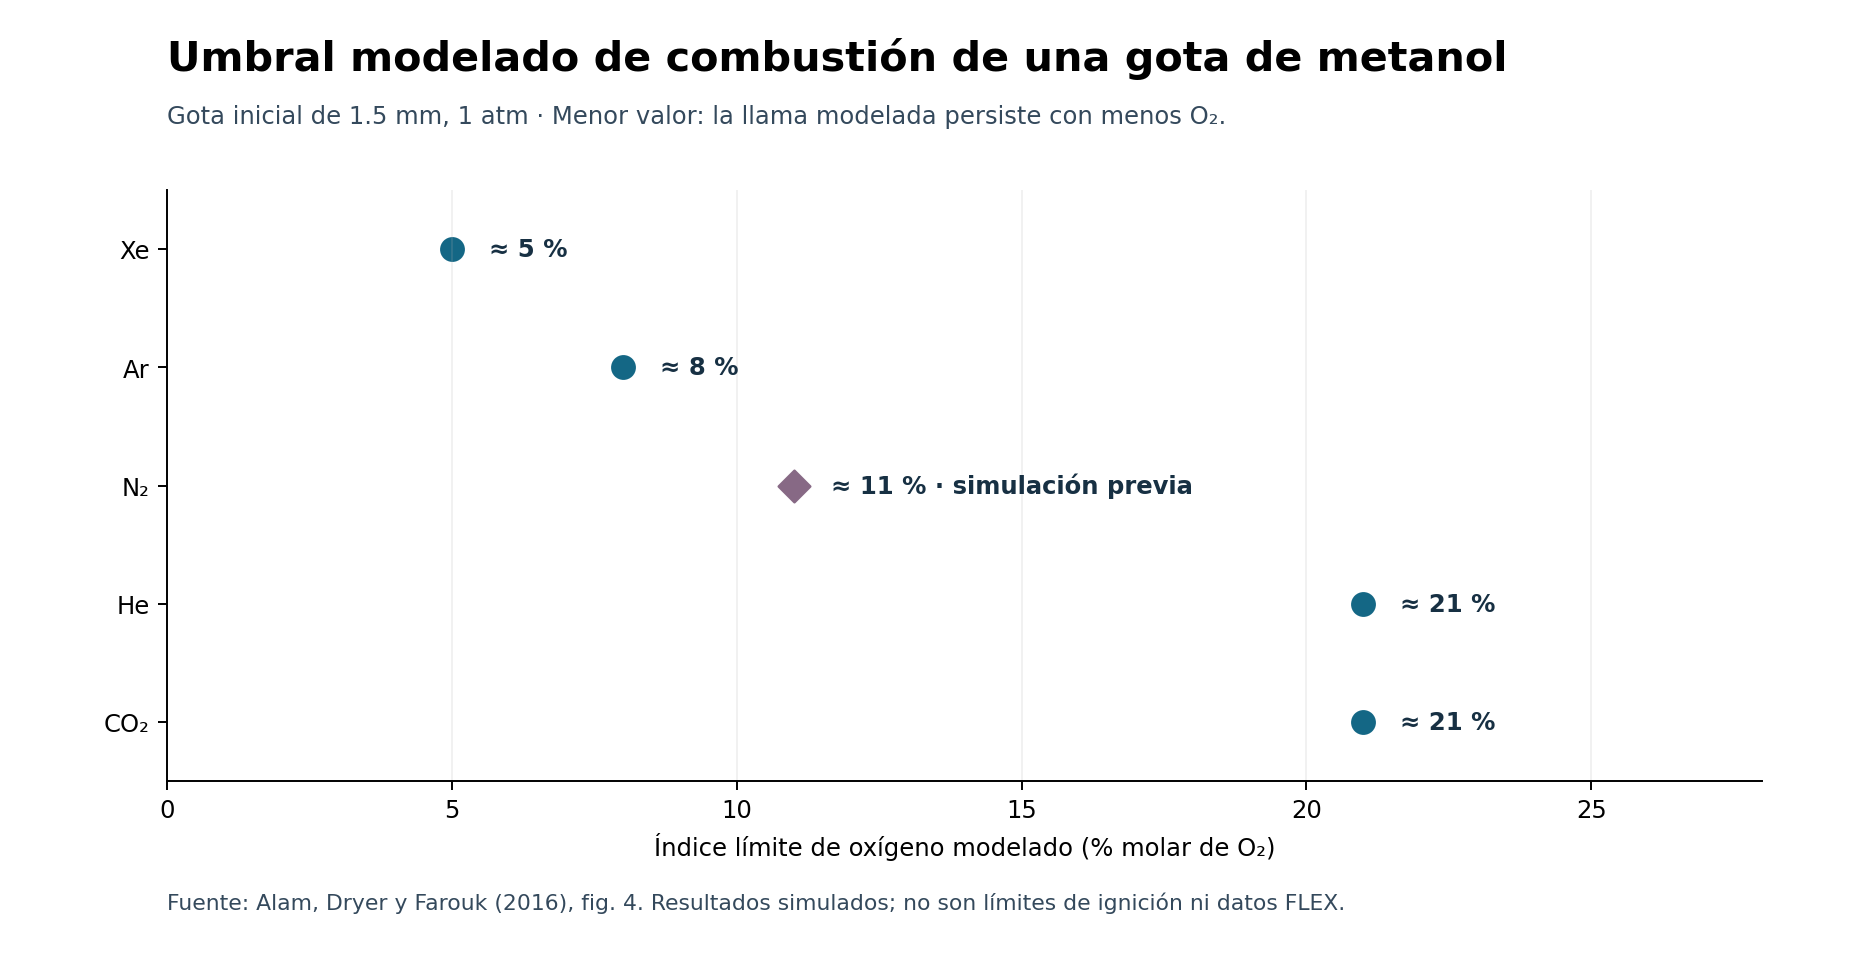 Umbral modelado de combustión de una gota de metanol
Gota inicial de 1.5 mm, 1 atm · Menor valor: la llama modelada persiste con menos O₂.
Xe
≈ 5 %
Ar
≈ 8 %
N₂
≈ 11 % · simulación previa
He
≈ 21 %
CO₂
≈ 21 %
0 5 10 15 20 25
Índice límite de oxígeno modelado (% molar de O₂)
Fuente: Alam, Dryer y Farouk (2016), fig. 4. Resultados simulados; no son límites de ignición ni datos FLEX.